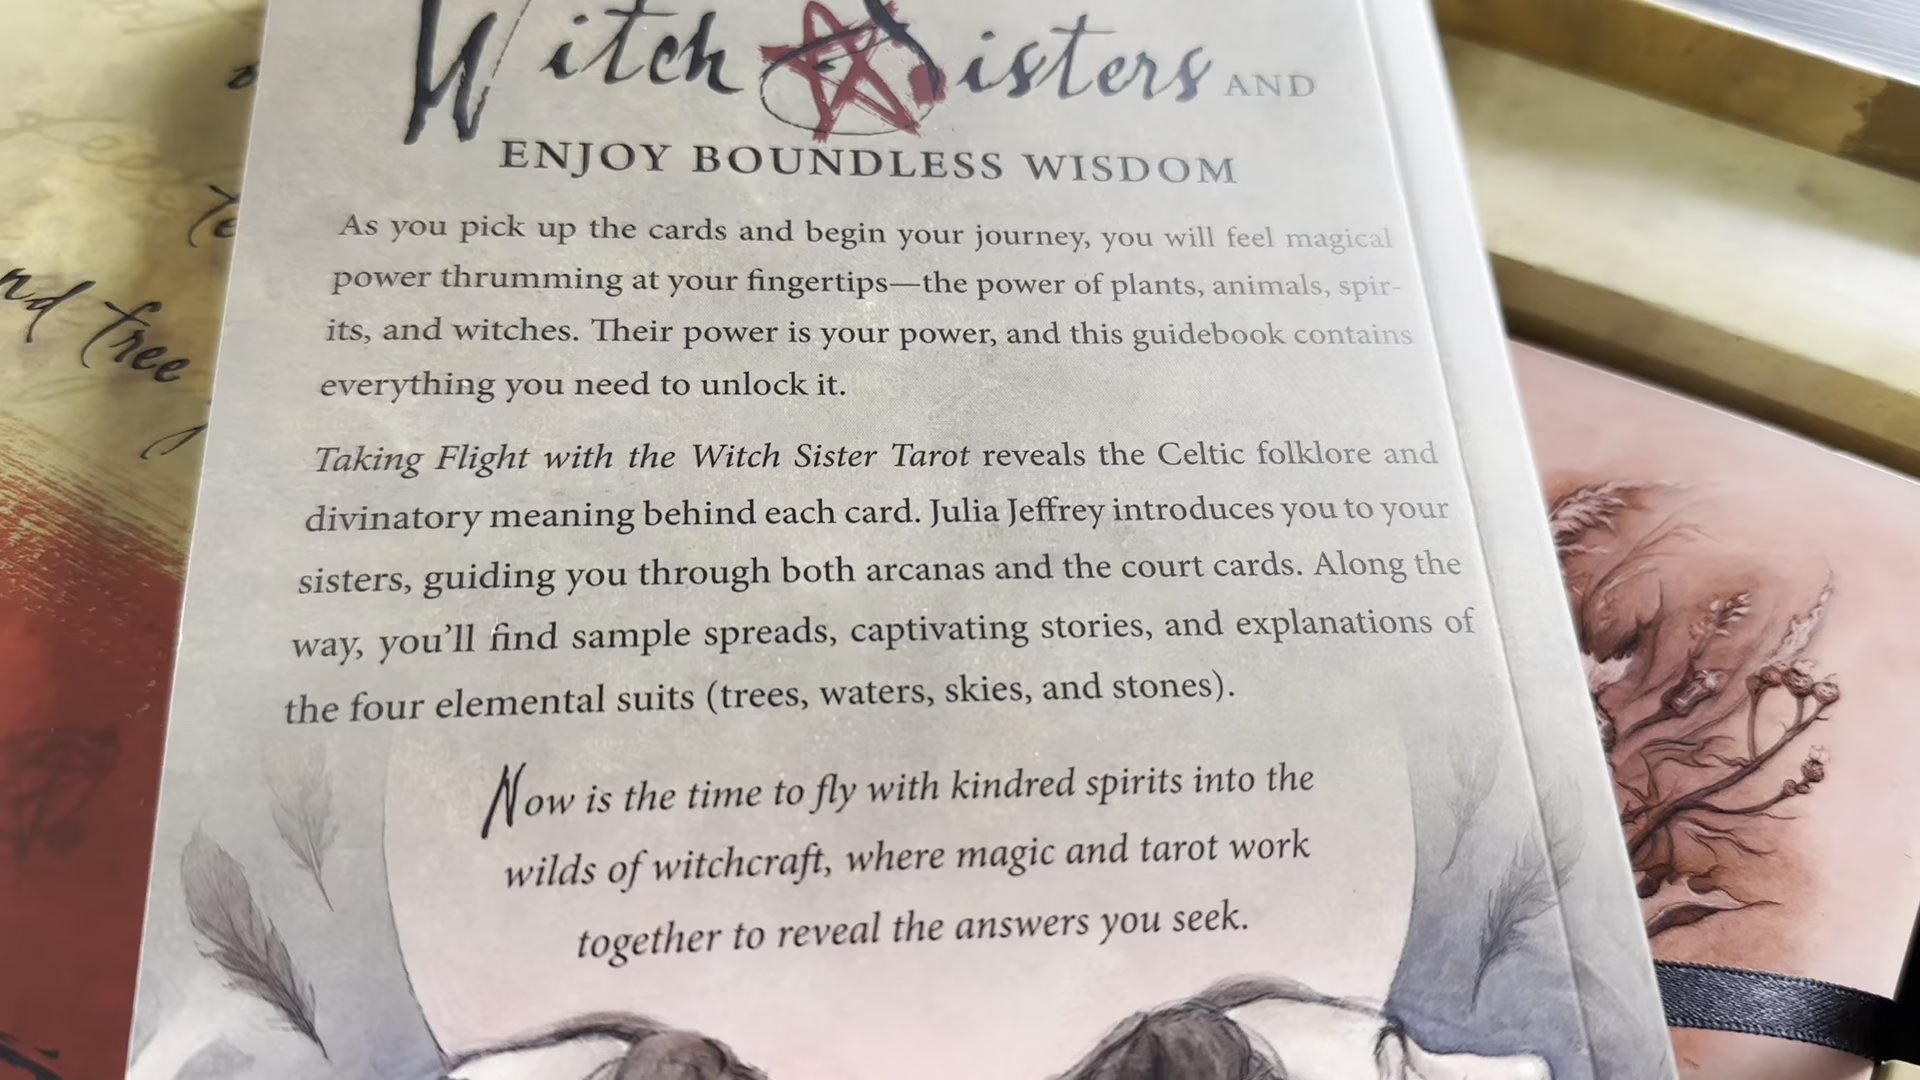 Witch Sisters AND
ENJOY BOUNDLESS WISDOM
As you pick up the cards and begin your journey, you will feel magical
power thrumming at your fingertips—the power of plants, animals, spir-
its, and witches. Their power is your power, and this guidebook contains
everything you need to unlock it.
Taking Flight with the Witch Sister Tarot reveals the Celtic folklore and
divinatory meaning behind each card. Julia Jeffrey introduces you to your
sisters, guiding you through both arcanas and the court cards. Along the
way, you'll find sample spreads, captivating stories, and explanations of
the four elemental suits (trees, waters, skies, and stones).
Now is the time to fly with kindred spirits into the
wilds of witchcraft, where magic and tarot work
together to reveal the answers you seek.
free